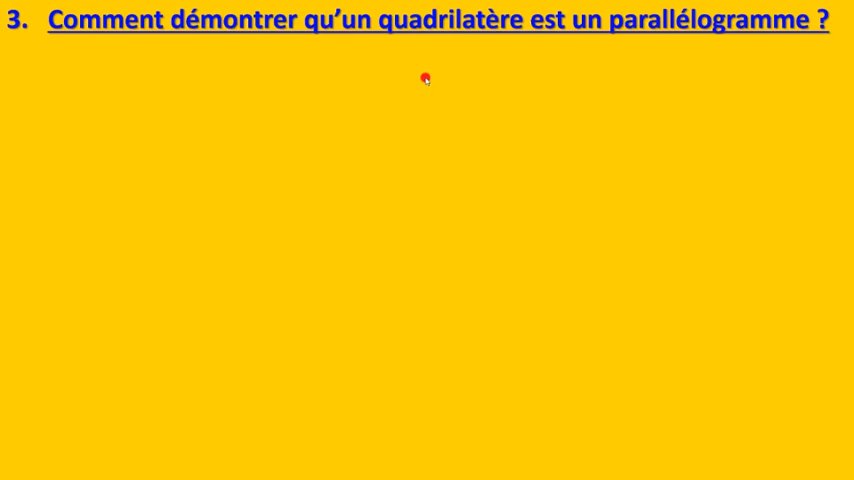 3. Comment démontrer qu’un quadrilatère est un parallélogramme ?